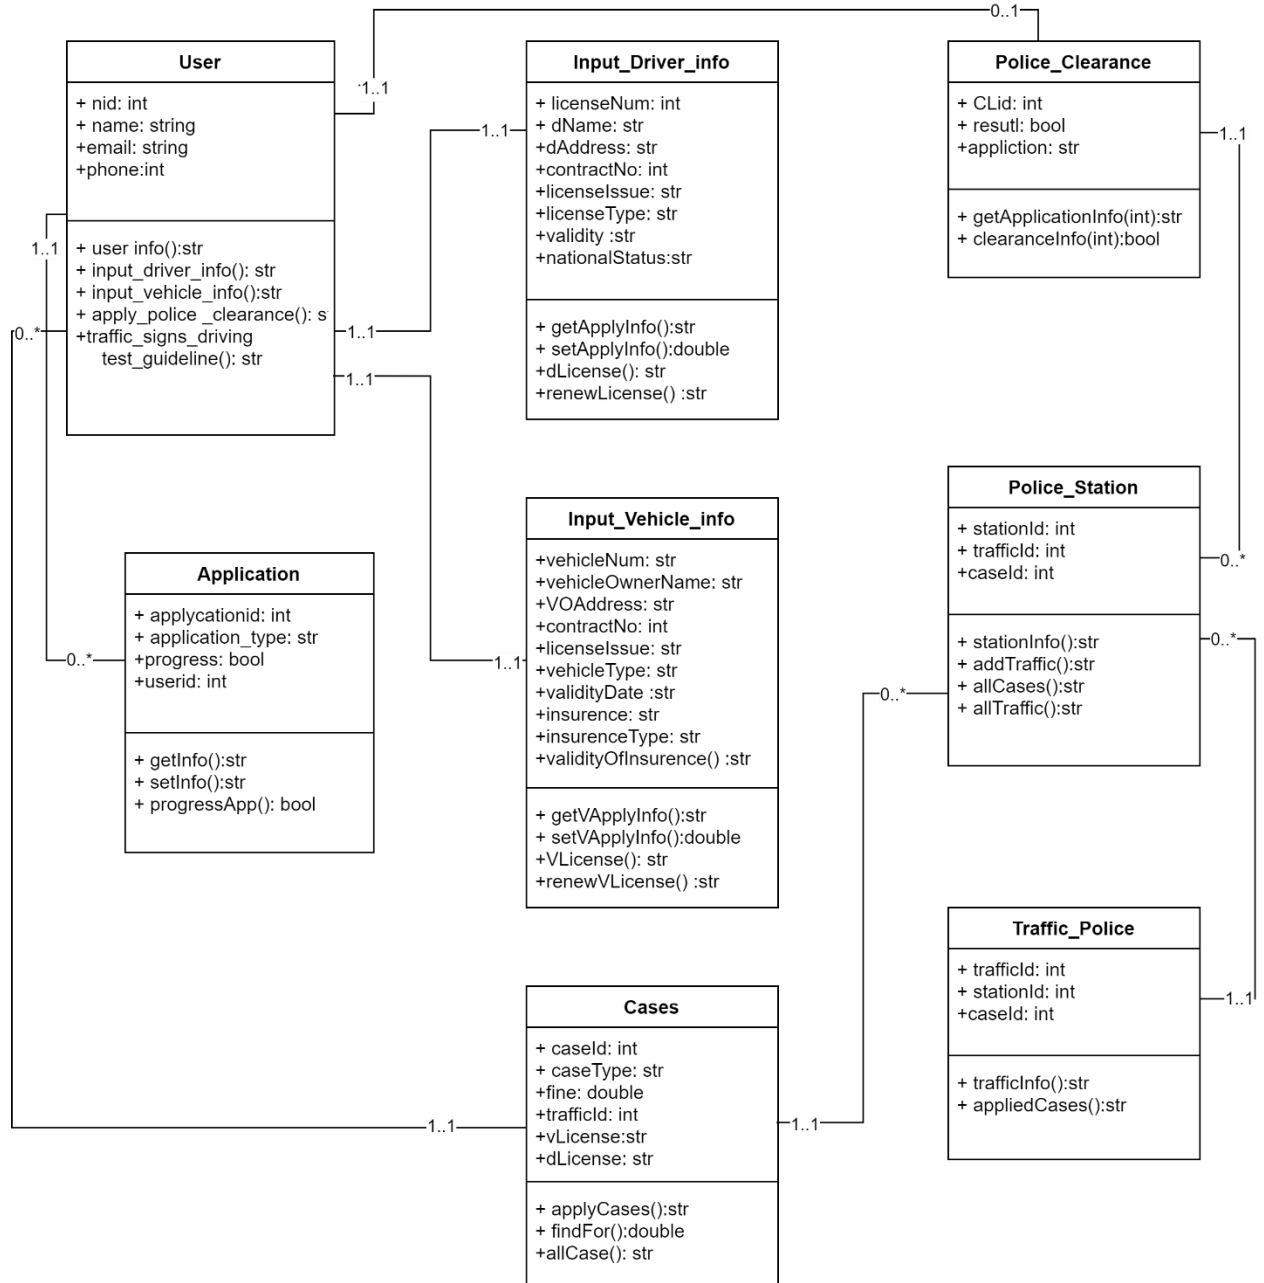 0..1
User
+ nid: int
+ name: string
+email: string
+phone:int
+ user info():str
+ input_driver_info(): str
+ input_vehicle_info():str
+ apply_police _clearance(): s
+traffic_signs_driving
test_guideline(): str
1..1
1..1
1..1
1..1
0..*
Input_Driver_info
+ licenseNum: int
+ dName: str
+dAddress: str
+contractNo: int
+licenseIssue: str
+licenseType: str
+validity :str
+nationalStatus:str
+ getApplyInfo():str
+ setApplyInfo():double
+dLicense(): str
+renewLicense() :str
1..1
Police_Clearance
+ CLid: int
+ resutl: bool
+appliction: str
+ getApplicationInfo(int):str
+ clearanceInfo(int):bool
1..1
Application
+ applycationid: int
+ application_type: str
+progress: bool
+userid: int
+ getInfo():str
+ setInfo():str
+ progressApp(): bool
0..*
Input_Vehicle_info
+vehicleNum: str
+vehicleOwnerName: str
+VOAddress: str
+contractNo: int
+licenseIssue: str
+vehicleType: str
+validityDate :str
+insurence: str
+insurenceType: str
+validityOfInsurence() :str
+ getVApplyInfo():str
+ setVApplyInfo():double
+VLicense(): str
+renewVLicense() :str
1..1
Police_Station
+ stationId: int
+ trafficId: int
+caseId: int
+ stationInfo():str
+ addTraffic():str
+ allCases():str
+ allTraffic():str
0..*
0..*
0..*
Traffic_Police
+ trafficId: int
+ stationId: int
+caseId: int
+ trafficInfo():str
+ appliedCases():str
1..1
Cases
+ caseId: int
+ caseType: str
+fine: double
+trafficId: int
+vLicense:str
+dLicense: str
+ applyCases():str
+ findFor():double
+allCase(): str
1..1
1..1